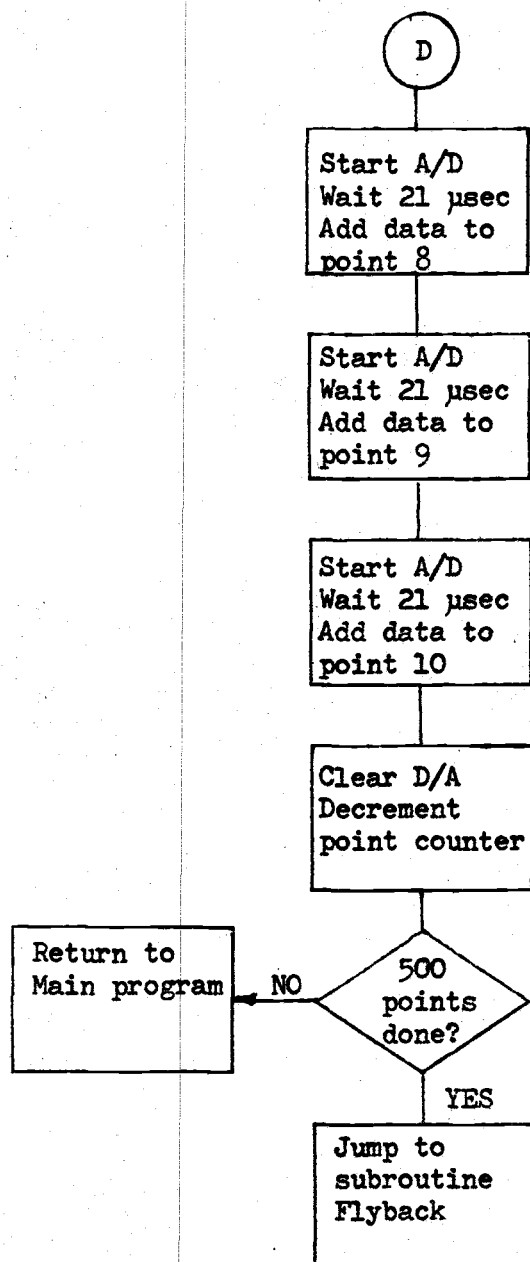 D
Start A/D
Wait 21 µsec
Add data to
point 8
Start A/D
Wait 21 µsec
Add data to
point 9
Start A/D
Wait 21 µsec
Add data to
point 10
Clear D/A
Decrement
point counter
500
points
done?
NO
Return to
Main program
YES
Jump to
subroutine
Flyback